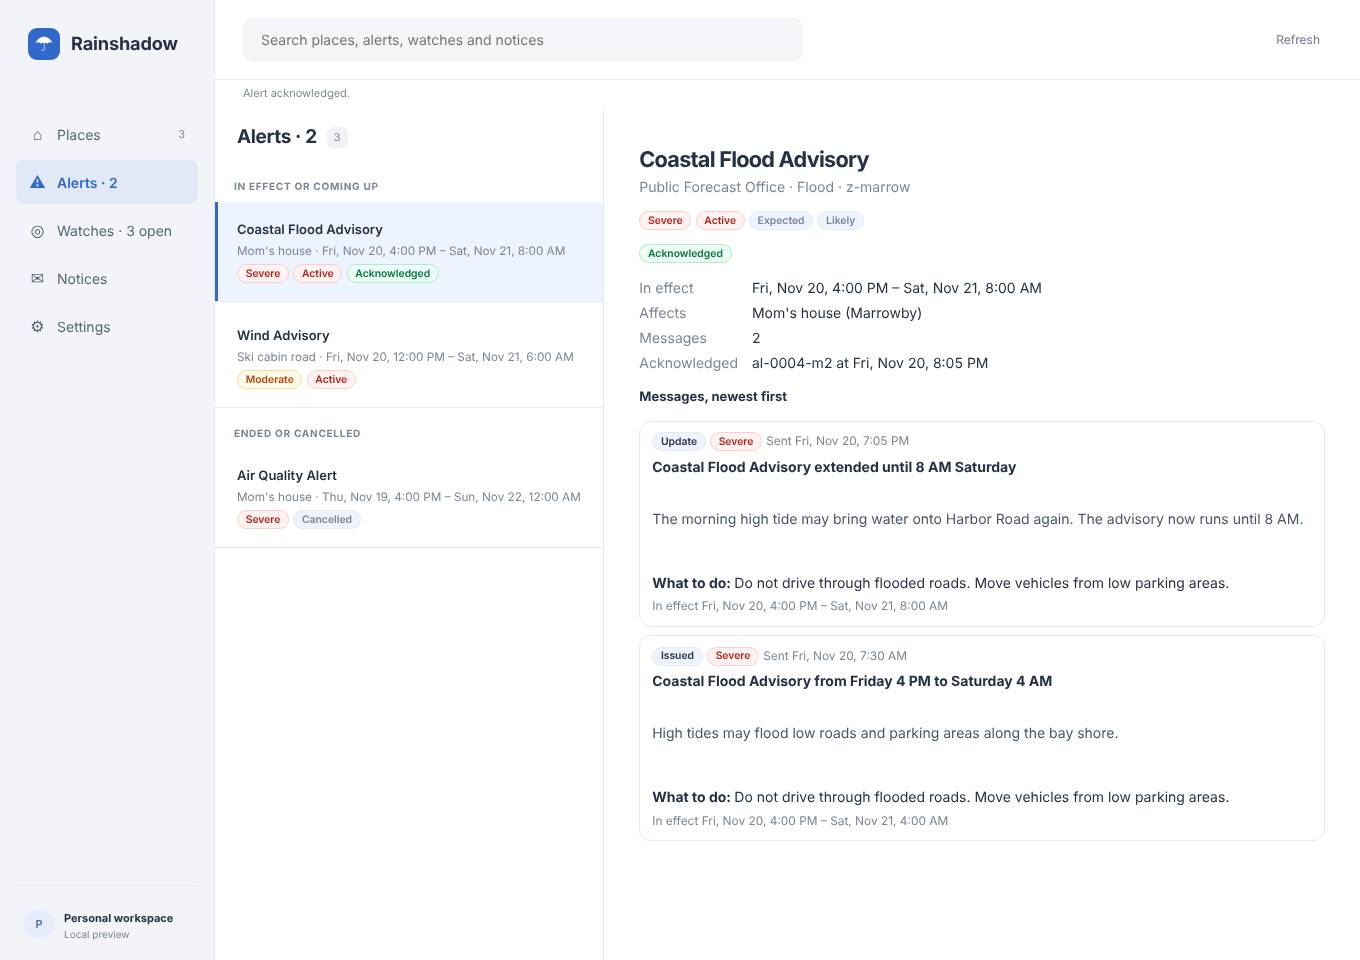 Rainshadow
Places 3
Alerts · 2
Watches · 3 open
Notices
Settings
P
Personal workspace
Local preview
Search places, alerts, watches and notices
Refresh
Alert acknowledged.
Alerts · 2 3
IN EFFECT OR COMING UP
Coastal Flood Advisory
Mom's house · Fri, Nov 20, 4:00 PM – Sat, Nov 21, 8:00 AM
Severe Active Acknowledged
Wind Advisory
Ski cabin road · Fri, Nov 20, 12:00 PM – Sat, Nov 21, 6:00 AM
Moderate Active
ENDED OR CANCELLED
Air Quality Alert
Mom's house · Thu, Nov 19, 4:00 PM – Sun, Nov 22, 12:00 AM
Severe Cancelled
Coastal Flood Advisory
Public Forecast Office · Flood · z-marrow
Severe Active Expected Likely
Acknowledged
In effect Fri, Nov 20, 4:00 PM – Sat, Nov 21, 8:00 AM
Affects Mom's house (Marrowby)
Messages 2
Acknowledged al-0004-m2 at Fri, Nov 20, 8:05 PM
Messages, newest first
Update Severe Sent Fri, Nov 20, 7:05 PM
Coastal Flood Advisory extended until 8 AM Saturday
The morning high tide may bring water onto Harbor Road again. The advisory now runs until 8 AM.
What to do: Do not drive through flooded roads. Move vehicles from low parking areas.
In effect Fri, Nov 20, 4:00 PM – Sat, Nov 21, 8:00 AM
Issued Severe Sent Fri, Nov 20, 7:30 AM
Coastal Flood Advisory from Friday 4 PM to Saturday 4 AM
High tides may flood low roads and parking areas along the bay shore.
What to do: Do not drive through flooded roads. Move vehicles from low parking areas.
In effect Fri, Nov 20, 4:00 PM – Sat, Nov 21, 4:00 AM